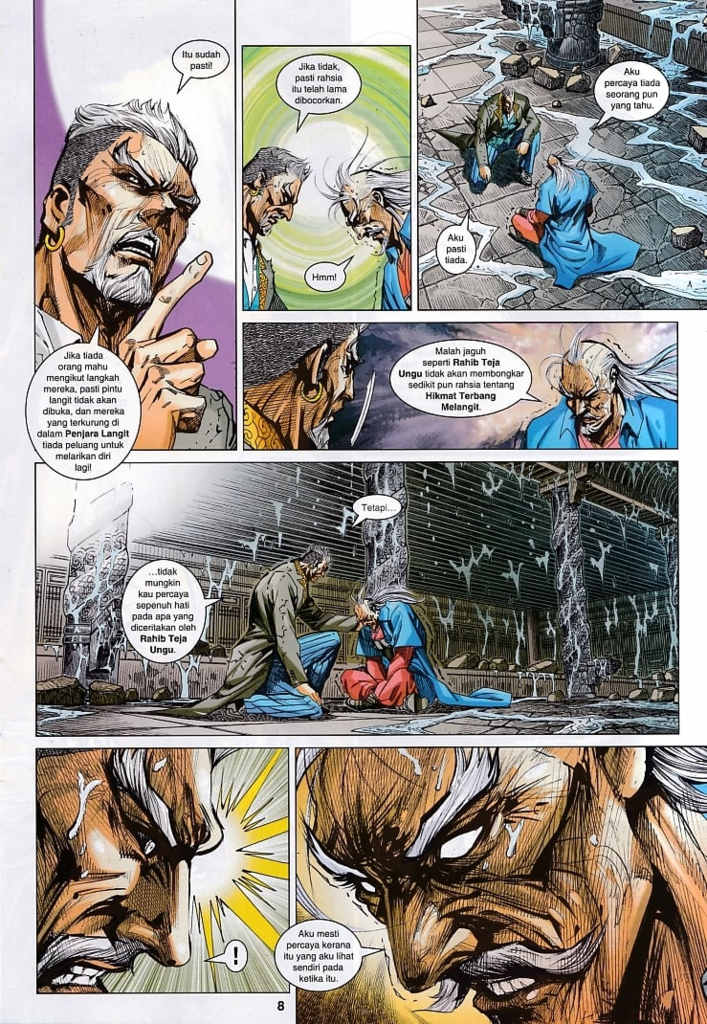 Itu sudah
pasti!
Jika tiada
orang mahu
mengikut langkah
mereka, pasti pintu
langit tidak akan
dibuka, dan mereka
terkurung di
dalam Penjara Langit
tiada peluang untuk
melarikan diri
lagi!
Jika tidak,
pasti rahsia
itu telah lama
dibocorkan.
Hmm!
Aku
percaya tiada
seorang pun
yang tahu.
Aku
pasti
tiada.
Malah jaguh
seperti Rahib Teja
Ungu tidak akan membongkar
sedikit pun rahsia tentang
Hikmat Terbang
Melangit.
Tetapi...
...tidak
mungkin
kau percaya
sepenuh hati
pada apa yang
diceritakan oleh
Rahib Teja
Ungu.
!
Aku mesti
percaya kerana
itu yang aku lihat
sendiri pada
ketika itu.
8